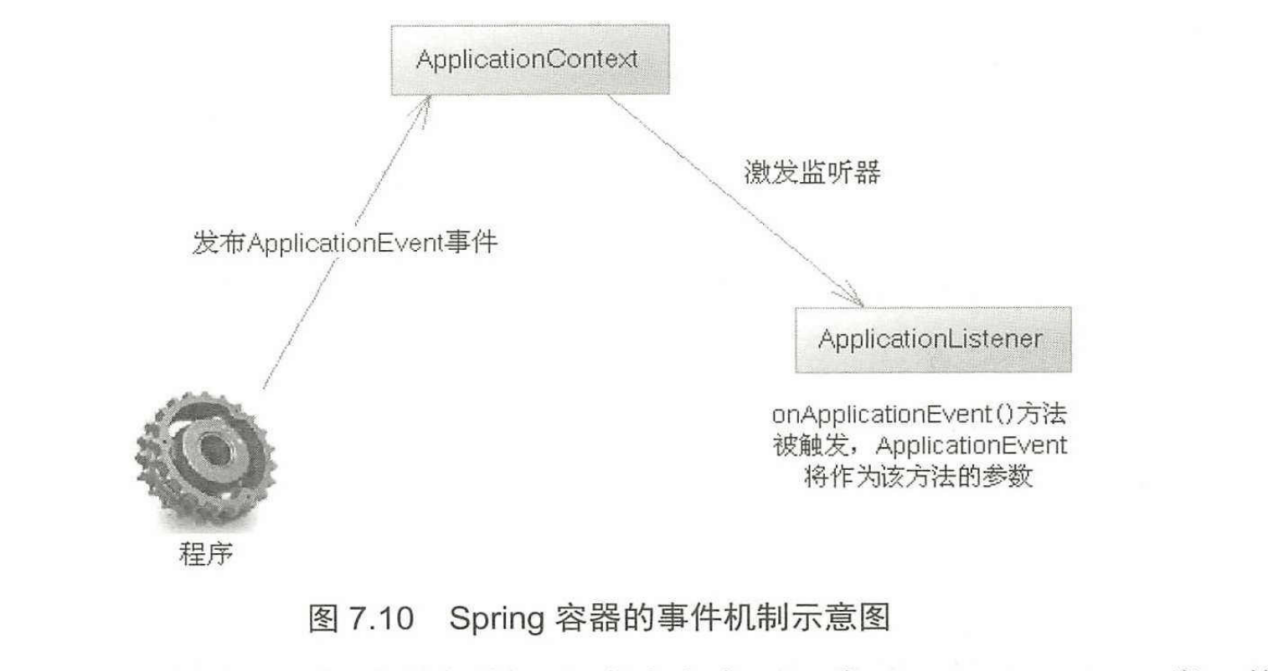 ApplicationContext
激发监听器
发布ApplicationEvent事件
ApplicationListener
onApplicationEvent()方法
被触发，ApplicationEvent
将作为该方法的参数
程序
图 7.10 Spring 容器的事件机制示意图